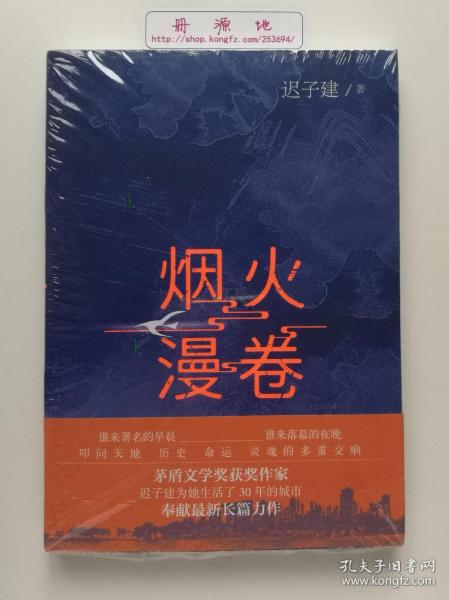 册源地
http://shop.kongfz.com/253694/
迟子建/著
烟火
漫卷
谁来署名的早晨 谁来落幕的夜晚
叩问天地 历史 命运 灵魂的多重交响
茅盾文学奖获奖作家
迟子建为她生活了30年的城市
奉献最新长篇力作
孔夫子旧书网
www.kongfz.com